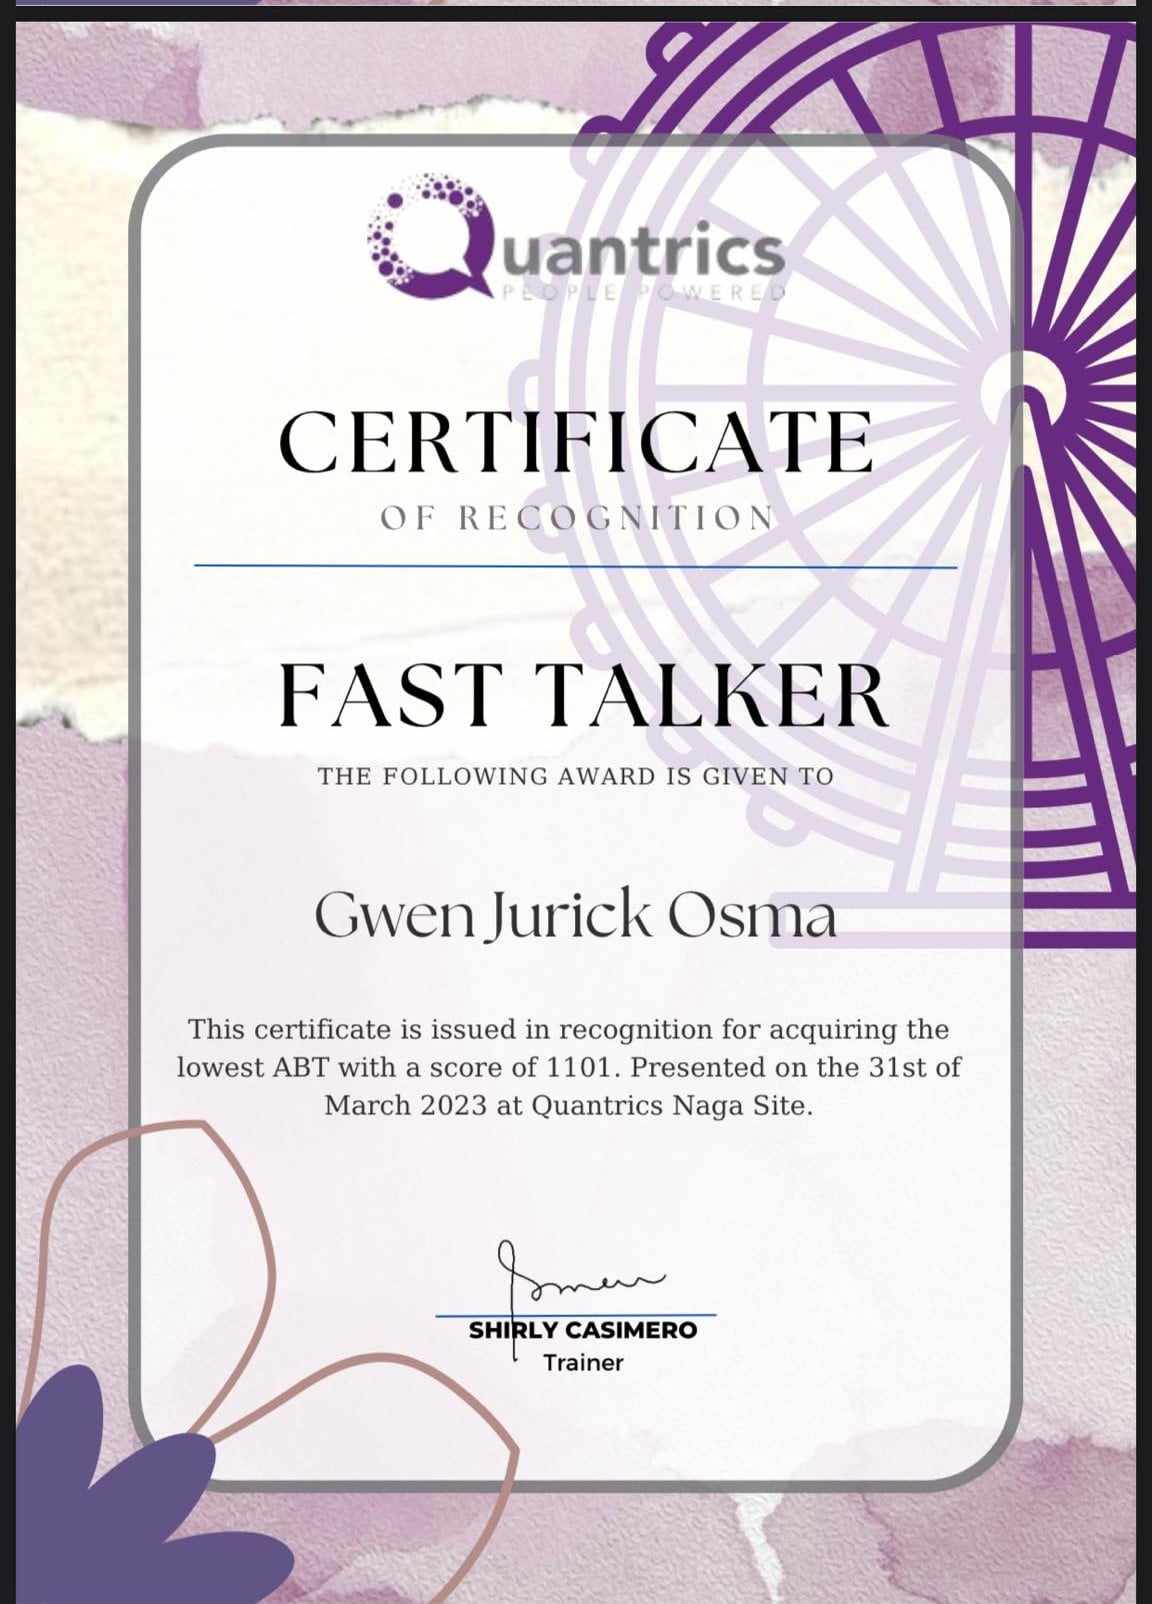 Quantrics
PEOPLE POWERED
CERTIFICATE
OF RECOGNITION
FAST TALKER
THE FOLLOWING AWARD IS GIVEN TO
Gwen Jurick Osma
This certificate is issued in recognition for acquiring the
lowest ABT with a score of 1101. Presented on the 31st of
March 2023 at Quantrics Naga Site.
SHIRLY CASIMERO
Trainer